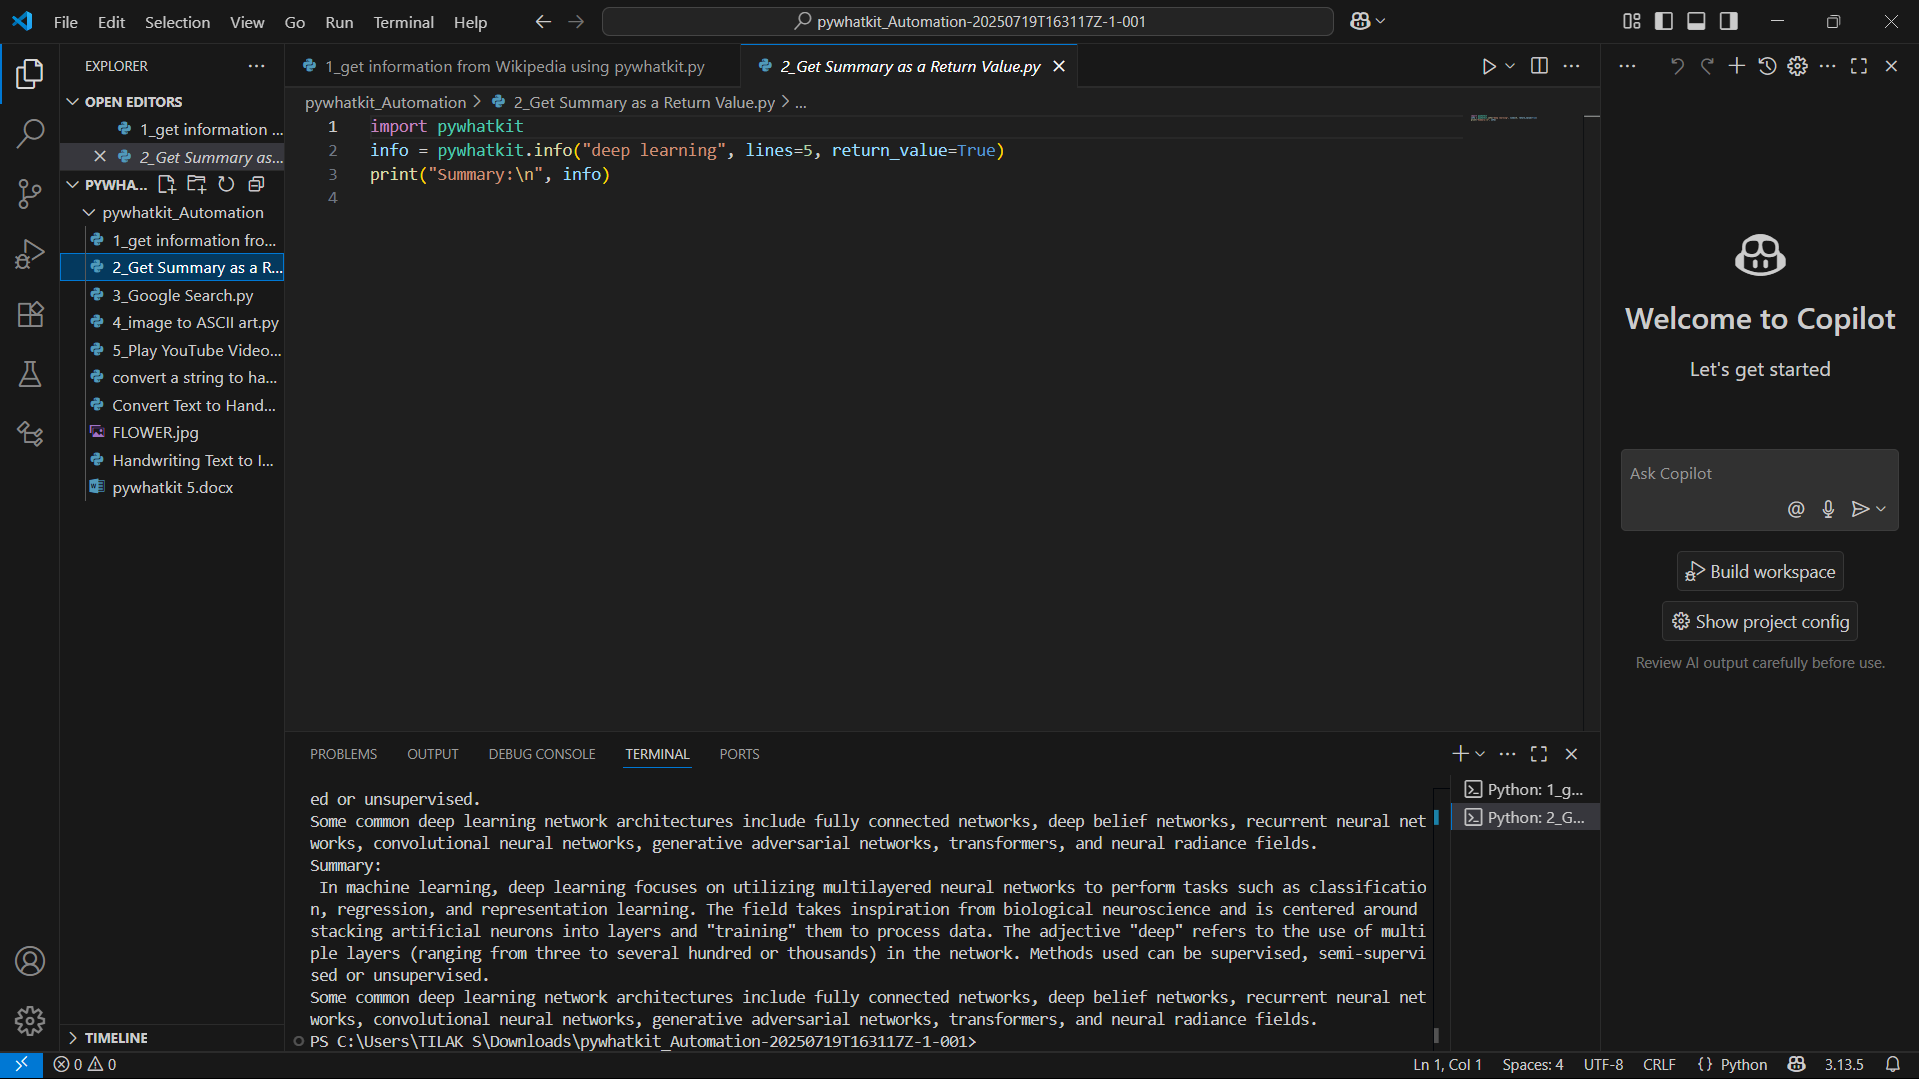 File Edit Selection View Go Run Terminal Help
pywhatkit_Automation-20250719T163117Z-1-001
EXPLORER
OPEN EDITORS
1_get information ...
2_Get Summary as...
PYWHA...
pywhatkit_Automation
1_get information fro...
2_Get Summary as a R...
3_Google Search.py
4_image to ASCII art.py
5_Play YouTube Video...
convert a string to ha...
Convert Text to Hand...
FLOWER.jpg
Handwriting Text to I...
pywhatkit 5.docx
TIMELINE
1_get information from Wikipedia using pywhatkit.py
2_Get Summary as a Return Value.py
pywhatkit_Automation > 2_Get Summary as a Return Value.py > ...
1 import pywhatkit
2 info = pywhatkit.info("deep learning", lines=5, return_value=True)
3 print("Summary:\n", info)
4
PROBLEMS OUTPUT DEBUG CONSOLE TERMINAL PORTS
ed or unsupervised.
Some common deep learning network architectures include fully connected networks, deep belief networks, recurrent neural net
works, convolutional neural networks, generative adversarial networks, transformers, and neural radiance fields.
Summary:
In machine learning, deep learning focuses on utilizing multilayered neural networks to perform tasks such as classificatio
n, regression, and representation learning. The field takes inspiration from biological neuroscience and is centered around
stacking artificial neurons into layers and "training" them to process data. The adjective "deep" refers to the use of multi
ple layers (ranging from three to several hundred or thousands) in the network. Methods used can be supervised, semi-supervi
sed or unsupervised.
Some common deep learning network architectures include fully connected networks, deep belief networks, recurrent neural net
works, convolutional neural networks, generative adversarial networks, transformers, and neural radiance fields.
PS C:\Users\TILAK S\Downloads\pywhatkit_Automation-20250719T163117Z-1-001>
Python: 1_g...
Python: 2_G...
Welcome to Copilot
Let's get started
Ask Copilot
Build workspace
Show project config
Review AI output carefully before use.
0 0
Ln 1, Col 1 Spaces: 4 UTF-8 CRLF {} Python 3.13.5